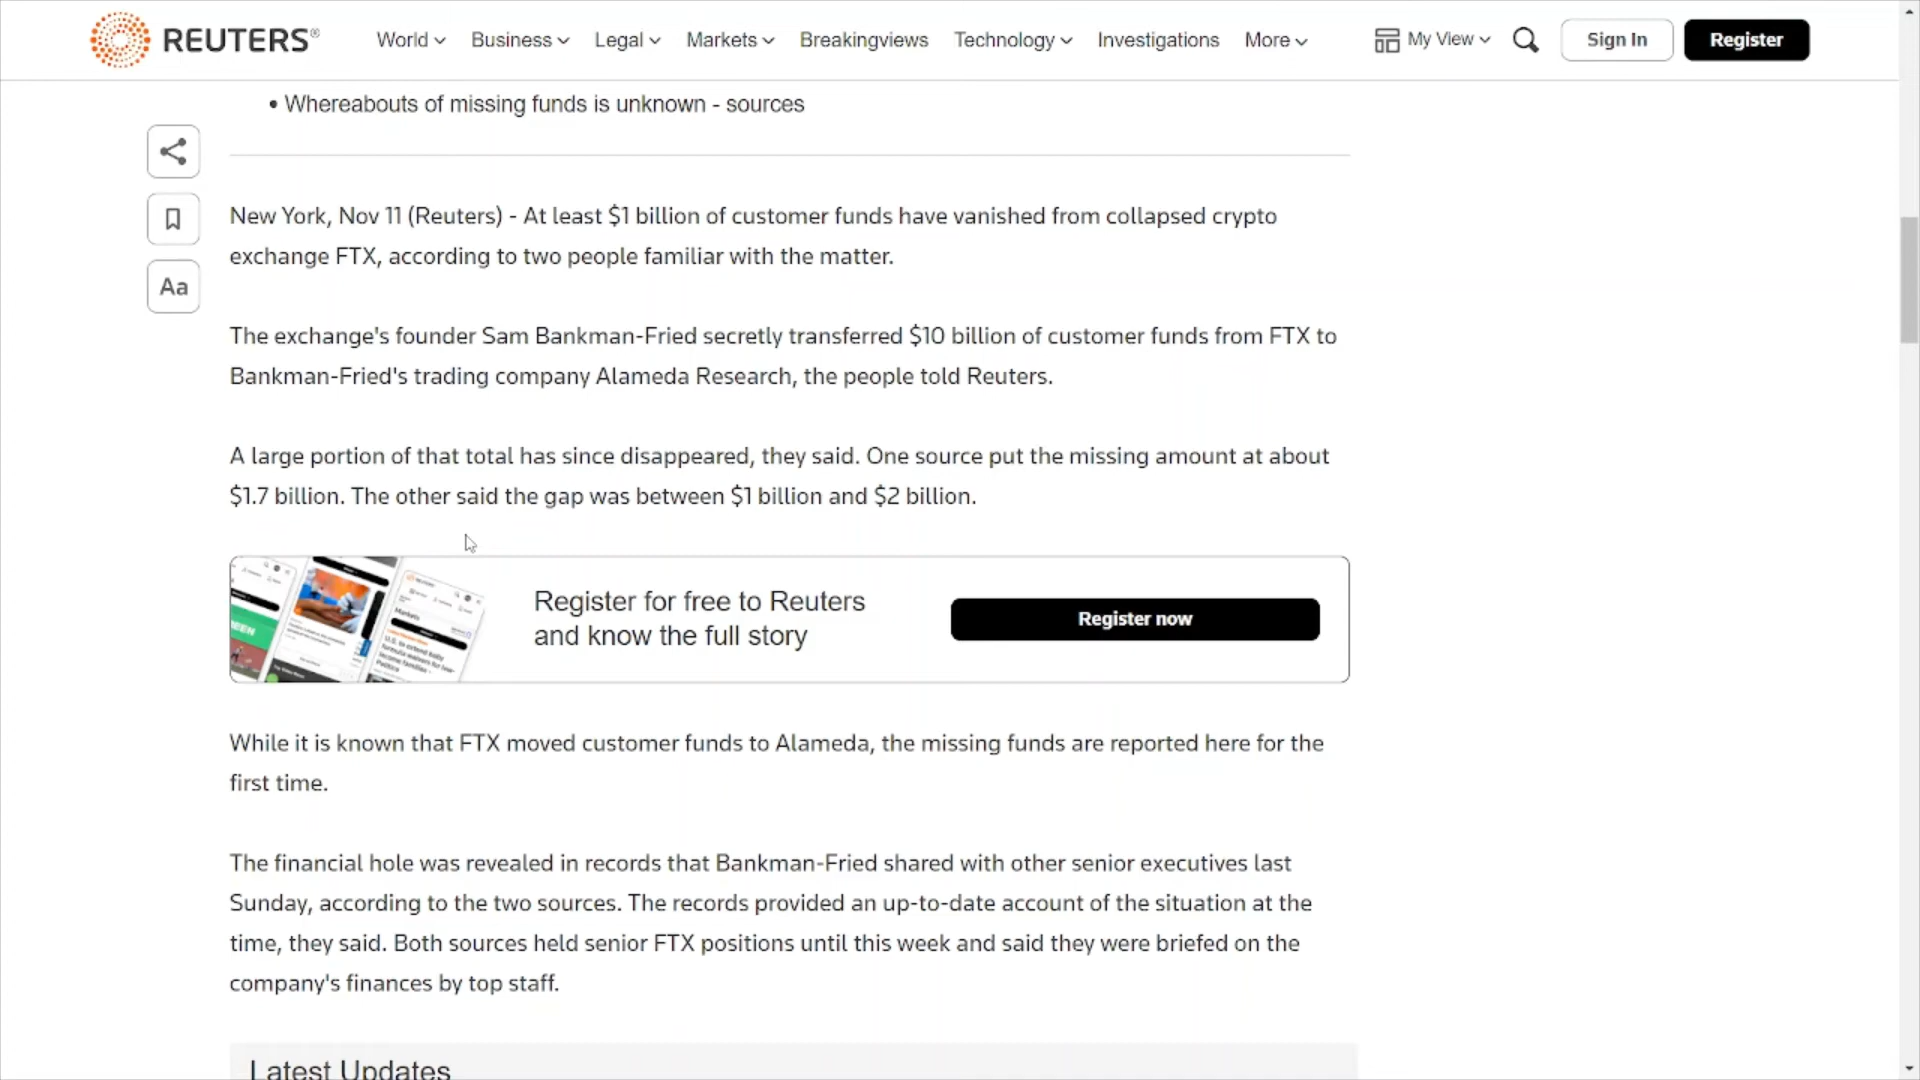 REUTERS®
World Business Legal Markets Breakingviews Technology Investigations More My View Sign In Register
• Whereabouts of missing funds is unknown - sources
Aa
New York, Nov 11 (Reuters) - At least $1 billion of customer funds have vanished from collapsed crypto
exchange FTX, according to two people familiar with the matter.
The exchange's founder Sam Bankman-Fried secretly transferred $10 billion of customer funds from FTX to
Bankman-Fried's trading company Alameda Research, the people told Reuters.
A large portion of that total has since disappeared, they said. One source put the missing amount at about
$1.7 billion. The other said the gap was between $1 billion and $2 billion.
Register for free to Reuters
and know the full story
Register now
While it is known that FTX moved customer funds to Alameda, the missing funds are reported here for the
first time.
The financial hole was revealed in records that Bankman-Fried shared with other senior executives last
Sunday, according to the two sources. The records provided an up-to-date account of the situation at the
time, they said. Both sources held senior FTX positions until this week and said they were briefed on the
company's finances by top staff.
Latest Updates